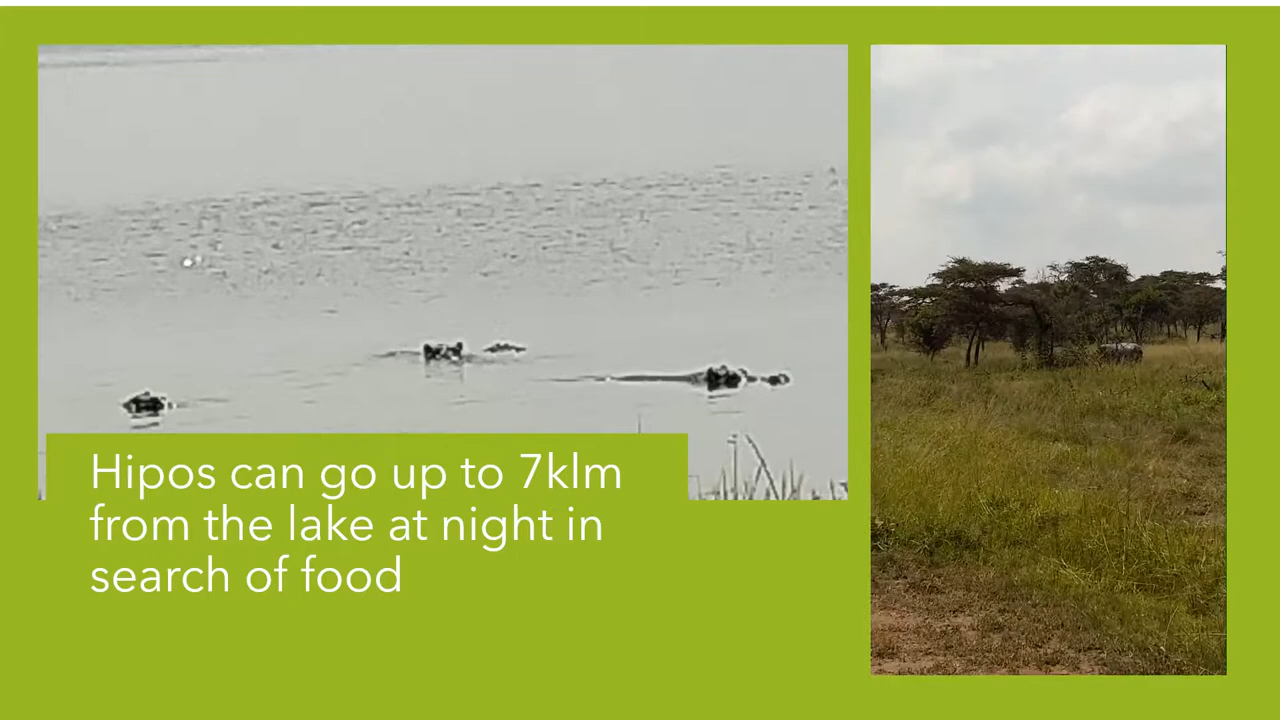 Hipos can go up to 7klm
from the lake at night in
search of food